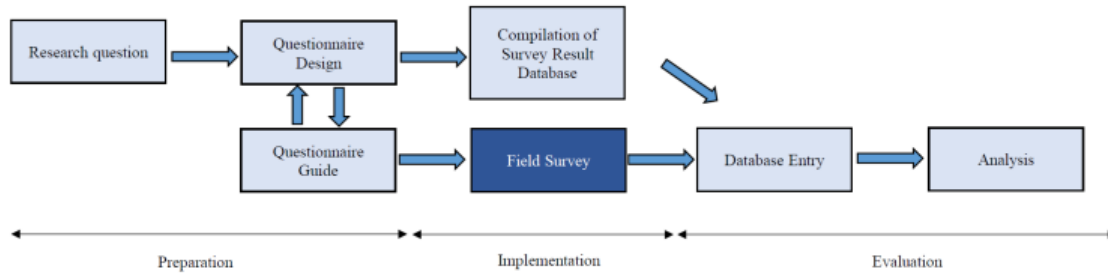 Research question
Questionnaire
Design
Compilation of
Survey Result
Database
Questionnaire
Guide
Field Survey
Database Entry
Analysis
Preparation
Implementation
Evaluation